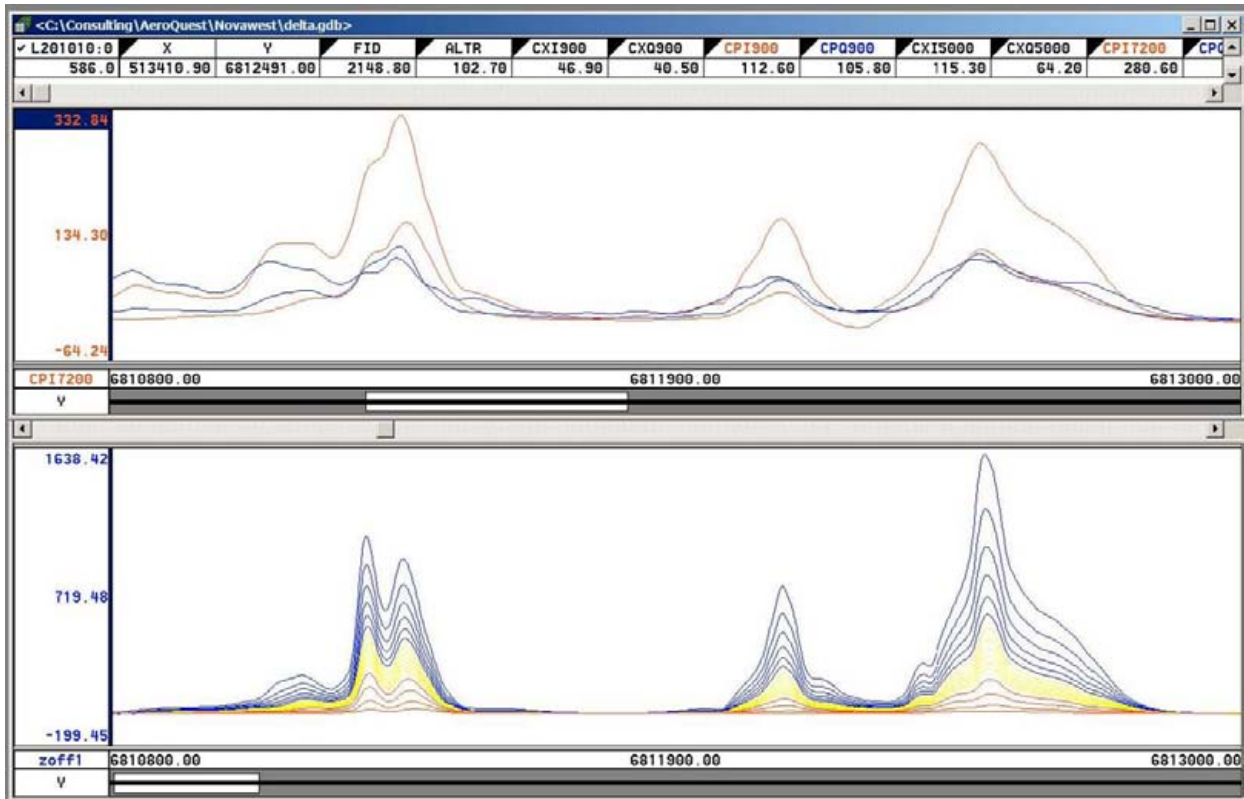 <C:\Consulting\AeroQuest\Novawest\delta.gdb>
✓ L201010:0 X Y FID ALTR CXI900 CXQ900 CPI900 CPQ900 CXI5000 CXQ5000 CPI7200 CPQ
586.0 513410.90 6812491.00 2148.80 102.70 46.90 40.50 112.60 105.80 115.30 64.20 280.60
332.84
134.30
-64.24
CPI7200 6810800.00 6811900.00 6813000.00
Y
1638.42
719.48
-199.45
zoff1 6810800.00 6811900.00 6813000.00
Y